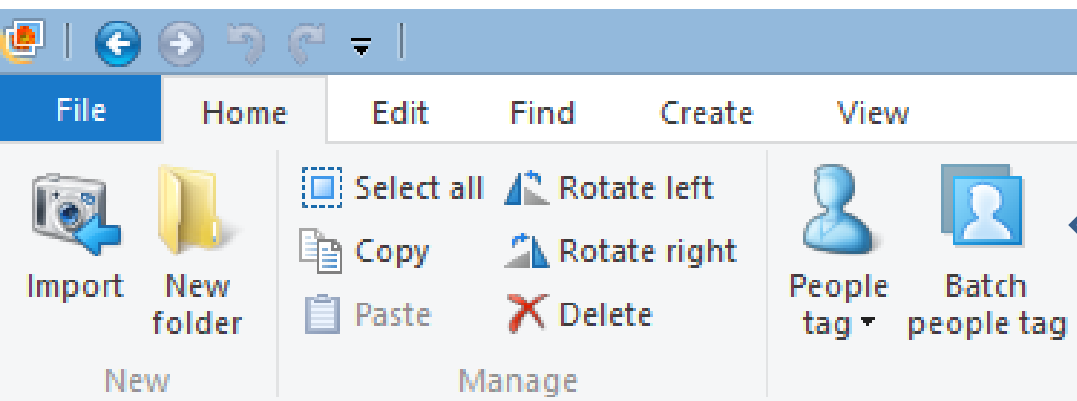 File Home Edit Find Create View
Select all Rotate left
Copy Rotate right
Import New folder Paste Delete People tag Batch people tag
New Manage